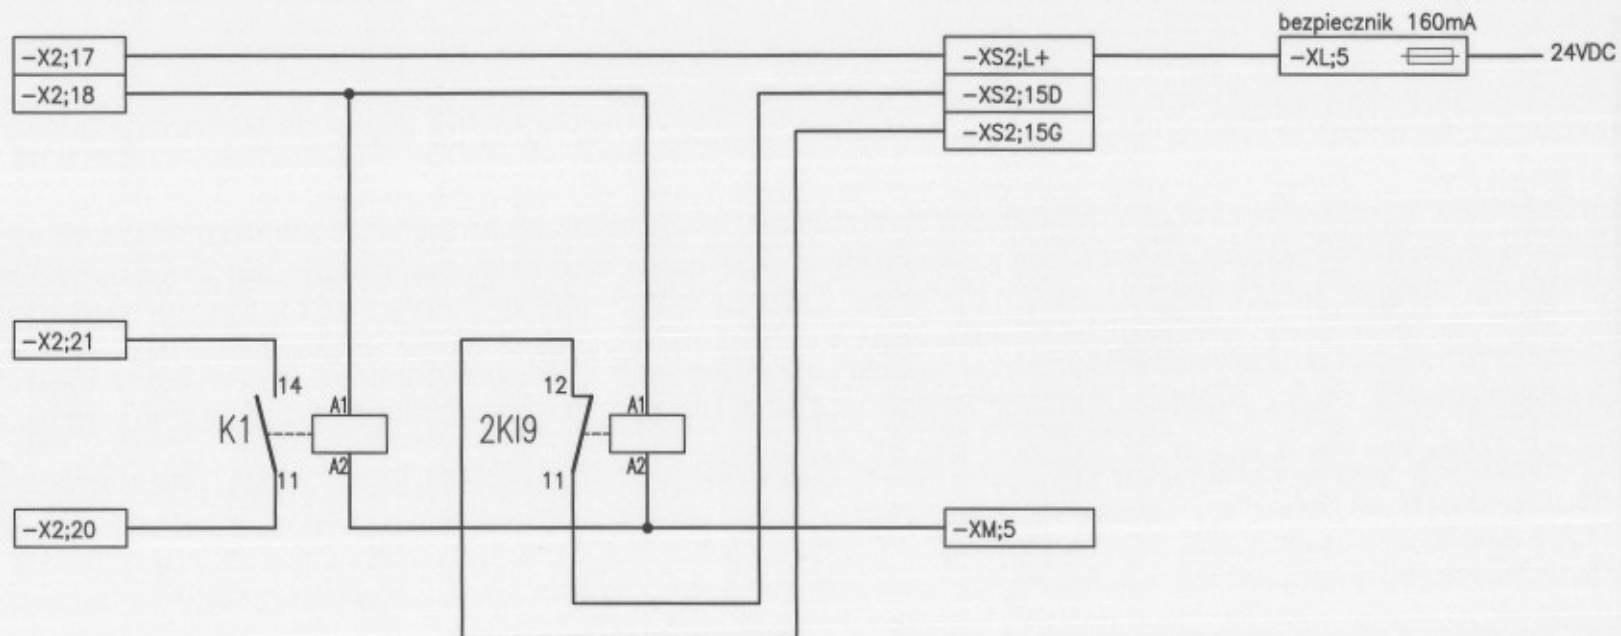 bezpiecznik 160mA
-X2;17
-XS2;L+
-XL;5
24VDC
-X2;18
-XS2;15D
-XS2;15G
-X2;21
14
12
A1
A1
K1
2KI9
A2
A2
11
11
-X2;20
-XM;5